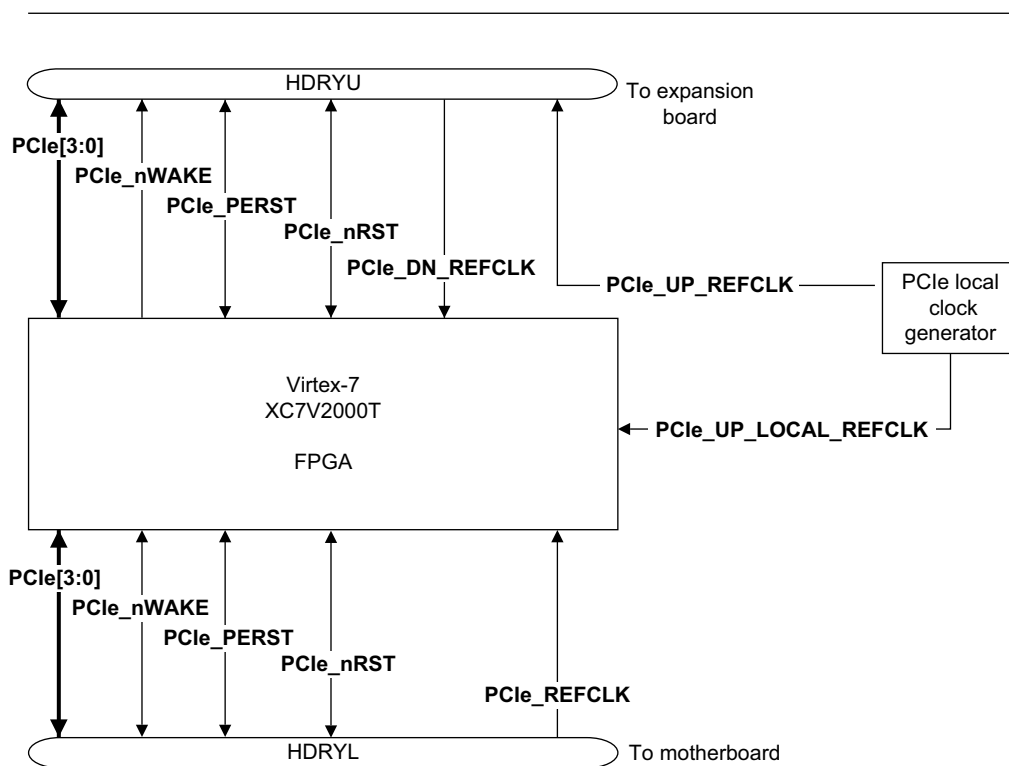 HDRYU
To expansion
board
PCIe[3:0]
PCIe_nWAKE
PCIe_PERST
PCIe_nRST
PCIe_DN_REFCLK
PCIe_UP_REFCLK
PCIe local
clock
generator
Virtex-7
XC7V2000T
FPGA
PCIe_UP_LOCAL_REFCLK
PCIe[3:0]
PCIe_nWAKE
PCIe_PERST
PCIe_nRST
PCIe_REFCLK
HDRYL
To motherboard